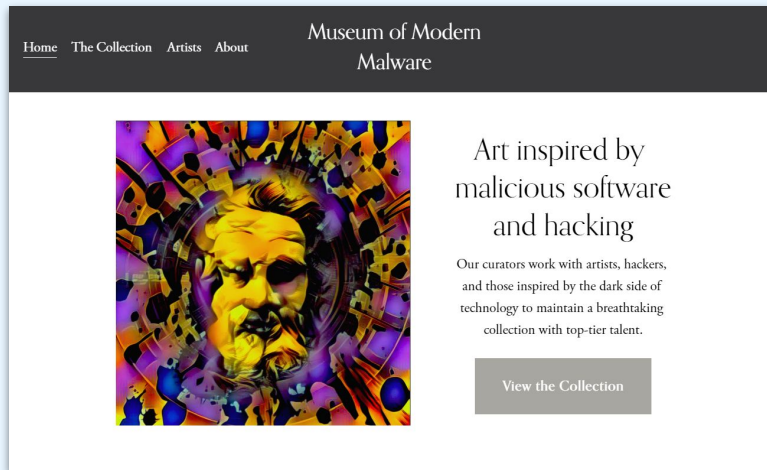 Home The Collection Artists About
Museum of Modern
Malware
Art inspired by
malicious software
and hacking
Our curators work with artists, hackers,
and those inspired by the dark side of
technology to maintain a breathtaking
collection with top-tier talent.
View the Collection